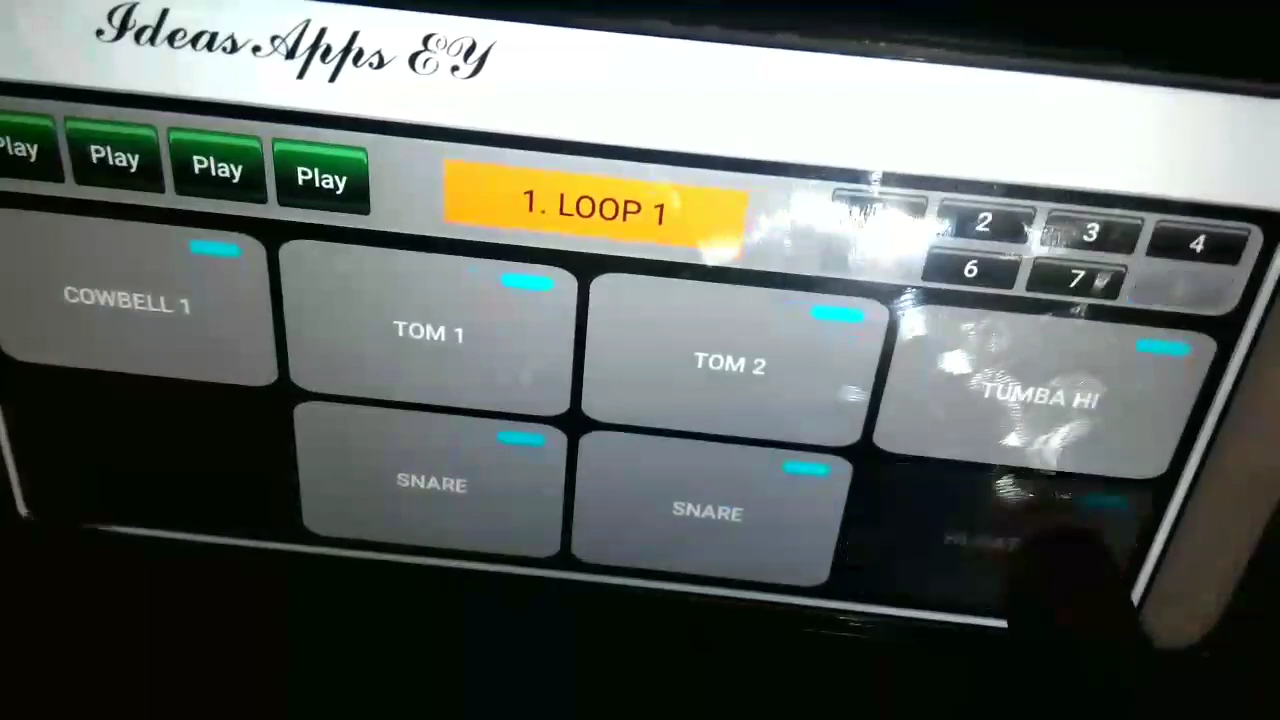 Ideas Apps EY
Play
Play
Play
Play
1. LOOP 1
2
3
4
6
7
COWBELL 1
TOM 1
TOM 2
TUMBA HI
SNARE
SNARE